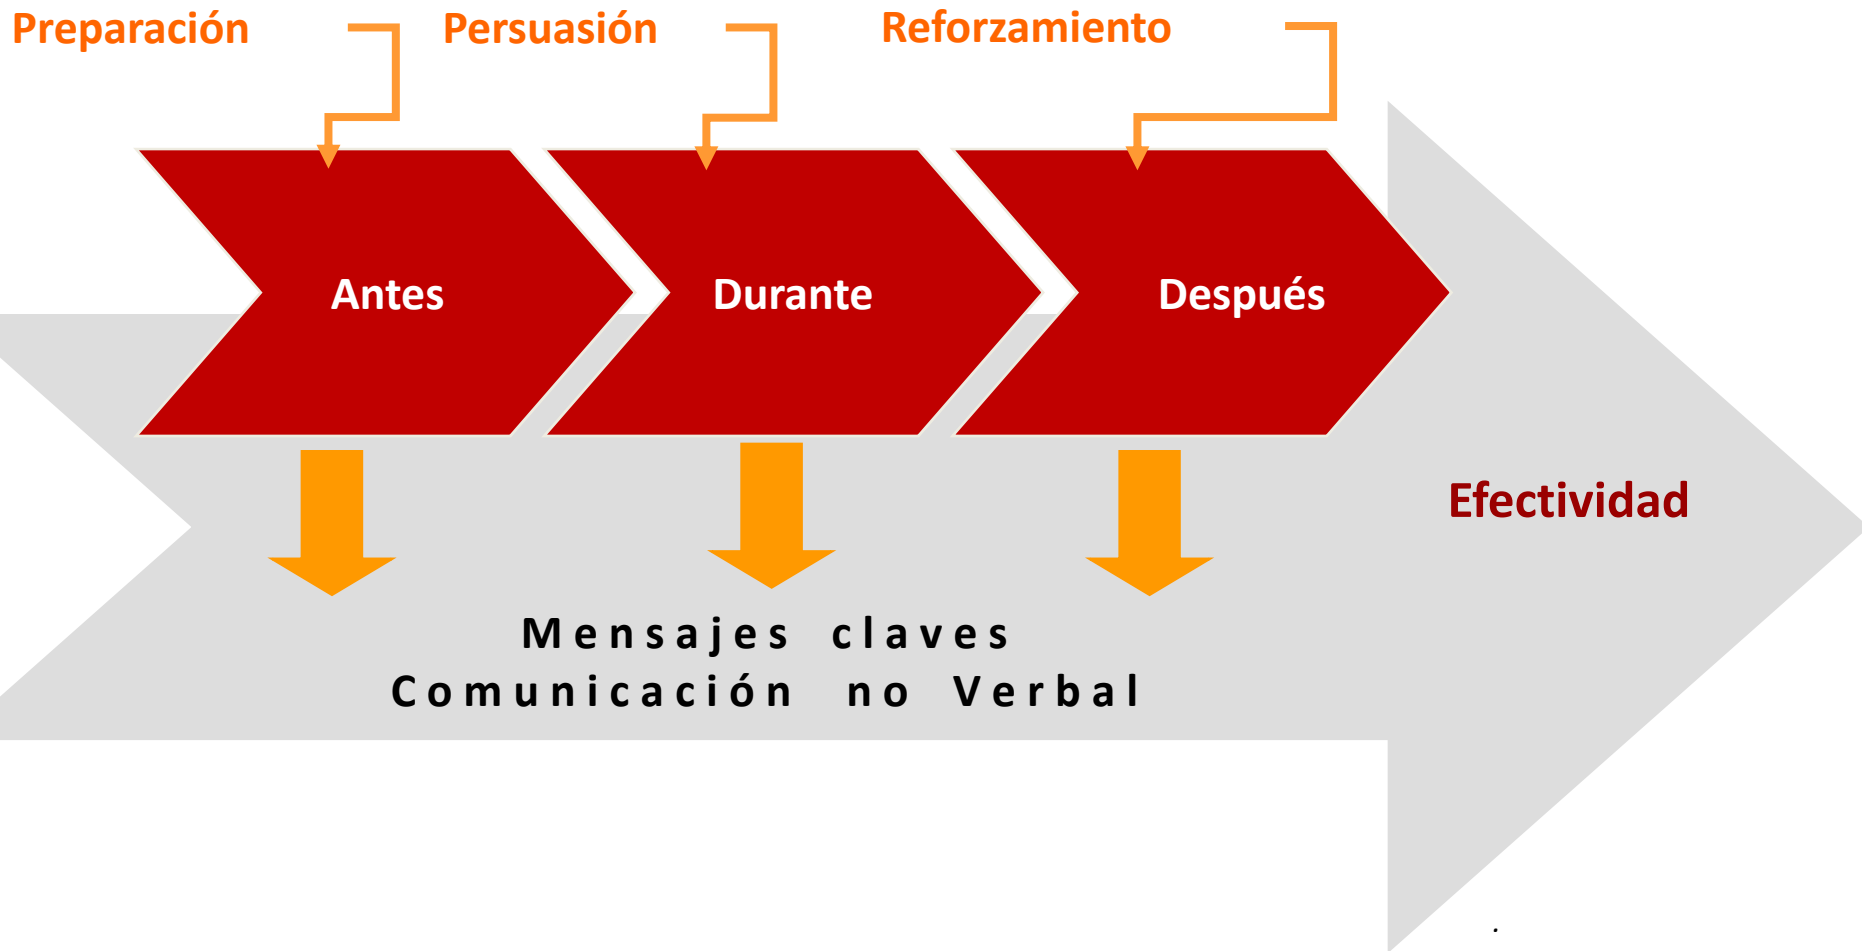 Preparación Persuasión Reforzamiento
Antes Durante Después
Efectividad
Mensajes claves
Comunicación no Verbal
.